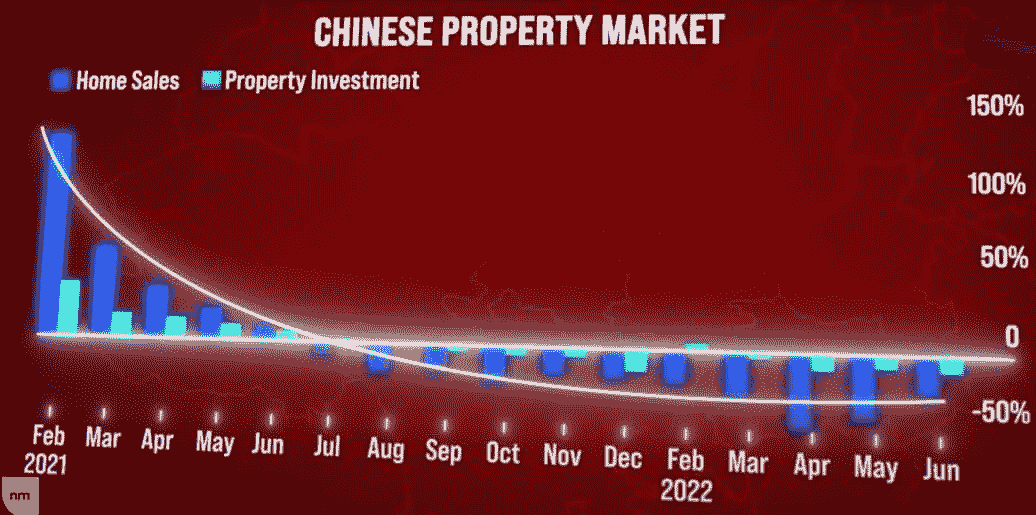 CHINESE PROPERTY MARKET
Home Sales
Property Investment
150%
100%
50%
0
-50%
Feb Mar Apr May Jun Jul Aug Sep Oct Nov Dec Feb Mar Apr May Jun
2021 2022
nm